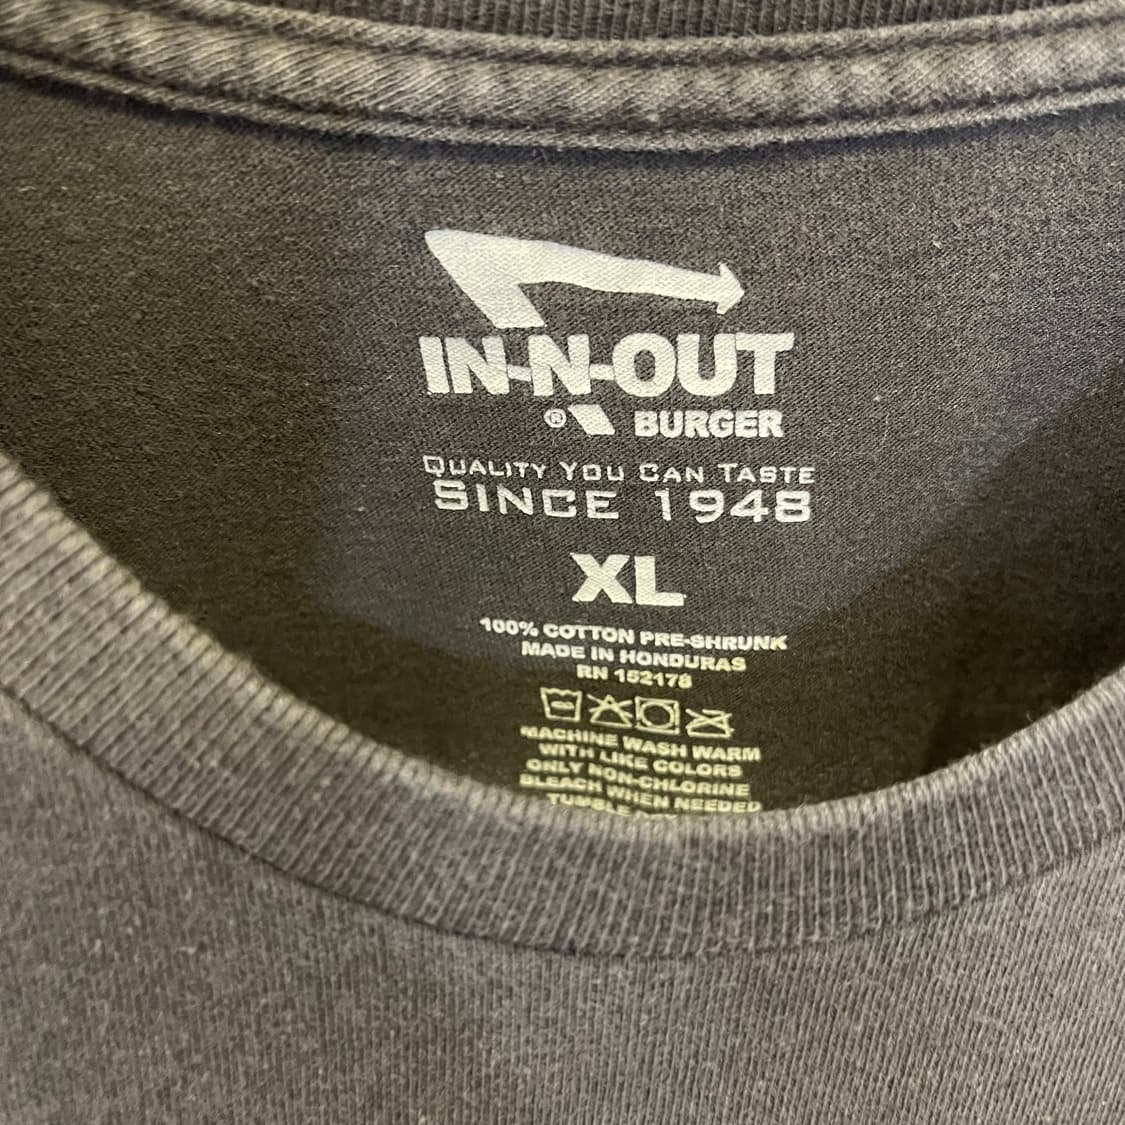 IN-N-OUT
® BURGER
QUALITY YOU CAN TASTE
SINCE 1948
XL
100% COTTON PRE-SHRUNK
MADE IN HONDURAS
RN 152178
MACHINE WASH WARM
WITH LIKE COLORS
ONLY NON-CHLORINE
BLEACH WHEN NEEDED
TUMBLE